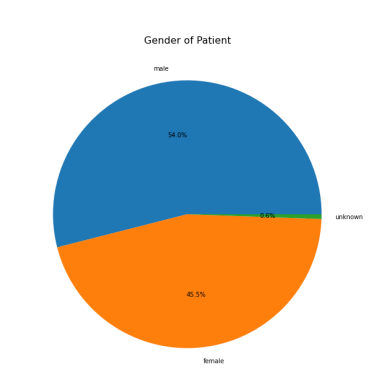 Gender of Patient
male
54.0%
0.6%
unknown
45.5%
female